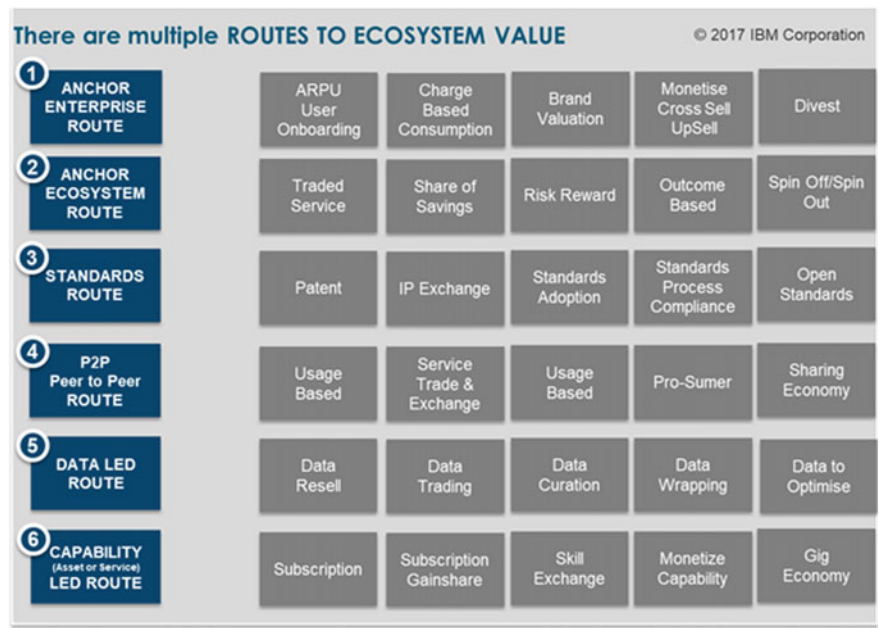 There are multiple ROUTES TO ECOSYSTEM VALUE
© 2017 IBM Corporation
1
ANCHOR
ENTERPRISE
ROUTE
ARPU
User
Onboarding
Charge
Based
Consumption
Brand
Valuation
Monetise
Cross Sell
UpSell
Divest
2
ANCHOR
ECOSYSTEM
ROUTE
Traded
Service
Share of
Savings
Risk Reward
Outcome
Based
Spin Off/Spin
Out
3
STANDARDS
ROUTE
Patent
IP Exchange
Standards
Adoption
Standards
Process
Compliance
Open
Standards
4
P2P
Peer to Peer
ROUTE
Usage
Based
Service
Trade &
Exchange
Usage
Based
Pro-Sumer
Sharing
Economy
5
DATA LED
ROUTE
Data
Resell
Data
Trading
Data
Curation
Data
Wrapping
Data to
Optimise
6
CAPABILITY
(Asset or Service)
LED ROUTE
Subscription
Subscription
Gainshare
Skill
Exchange
Monetize
Capability
Gig
Economy